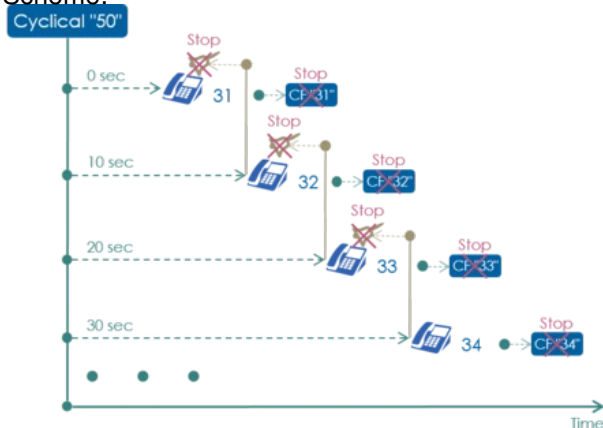 Scheme:
Cyclical "50"
Stop
0 sec
31
Stop
CF "31"
Stop
10 sec
32
Stop
CF "32"
Stop
20 sec
33
Stop
CF "33"
30 sec
34
Stop
CF "34"
Time